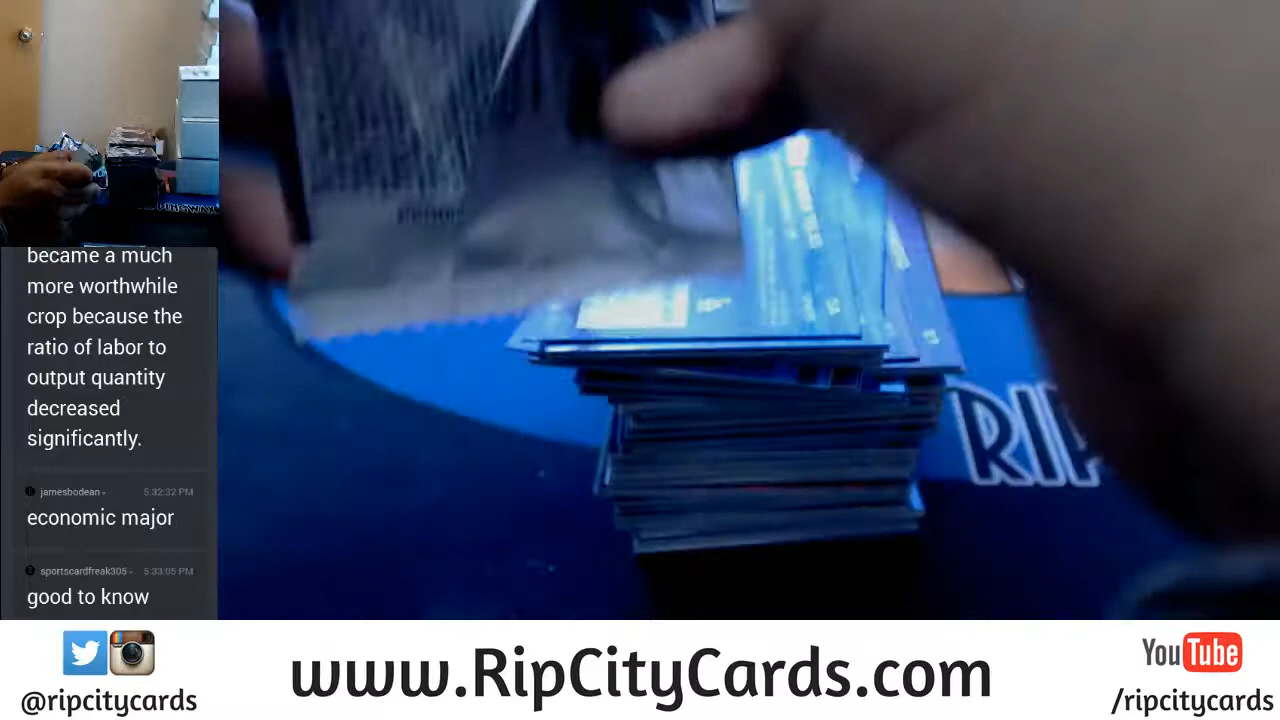 became a much
more worthwhile
crop because the
ratio of labor to
output quantity
decreased
significantly.
jamesbodean 5:32:32 PM
economic major
sportscardfreak305 5:33:05 PM
good to know
RIP
@ripcitycards
www.RipCityCards.com
YouTube
/ripcitycards